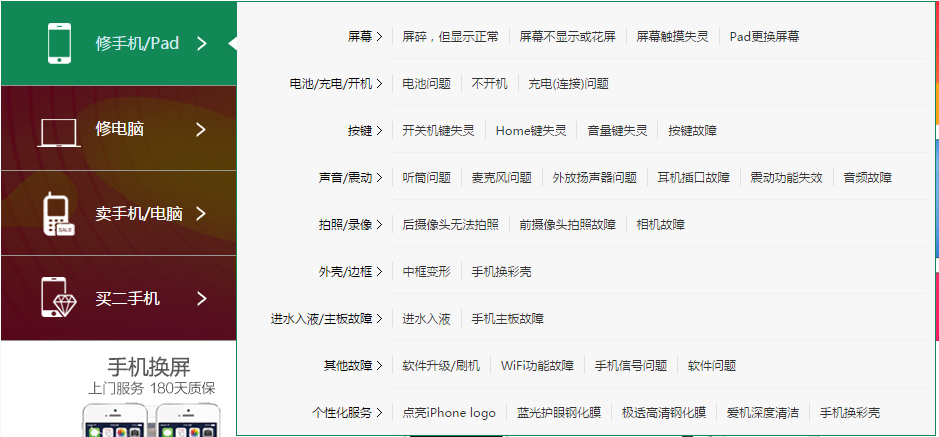 修手机/Pad
修电脑
卖手机/电脑
SALE
买二手机
手机换屏
上门服务 180天质保
屏幕 屏碎，但显示正常 屏幕不显示或花屏 屏幕触摸失灵 Pad更换屏幕
电池/充电/开机 电池问题 不开机 充电(连接)问题
按键 开关机键失灵 Home键失灵 音量键失灵 按键故障
声音/震动 听筒问题 麦克风问题 外放扬声器问题 耳机插口故障 震动功能失效 音频故障
拍照/录像 后摄像头无法拍照 前摄像头拍照故障 相机故障
外壳/边框 中框变形 手机换彩壳
进水入液/主板故障 进水入液 手机主板故障
其他故障 软件升级/刷机 WiFi功能故障 手机信号问题 软件问题
个性化服务 点亮iPhone logo 蓝光护眼钢化膜 极透高清钢化膜 爱机深度清洁 手机换彩壳